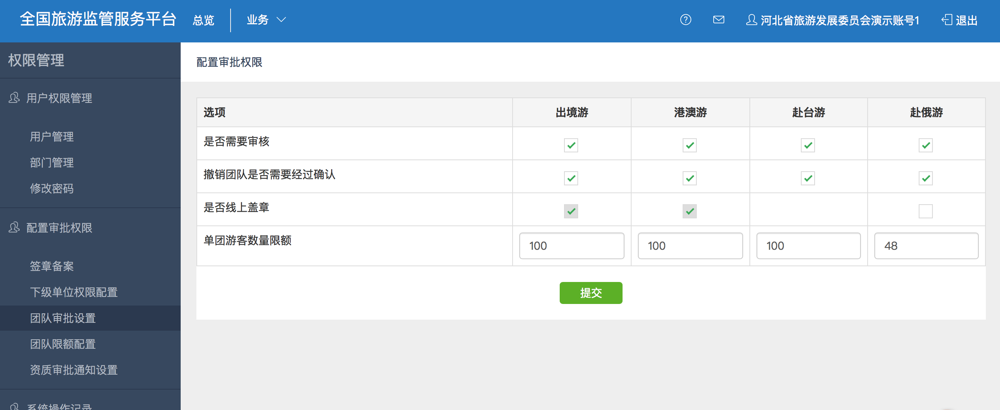 全国旅游监管服务平台 总览 业务 河北省旅游发展委员会演示账号1 退出
权限管理
用户权限管理
用户管理
部门管理
修改密码
配置审批权限
签章备案
下级单位权限配置
团队审批设置
团队限额配置
资质审批通知设置
系统操作记录
配置审批权限
选项 出境游 港澳游 赴台游 赴俄游
是否需要审核
撤销团队是否需要经过确认
是否线上盖章
单团游客数量限额 100 100 100 48
提交